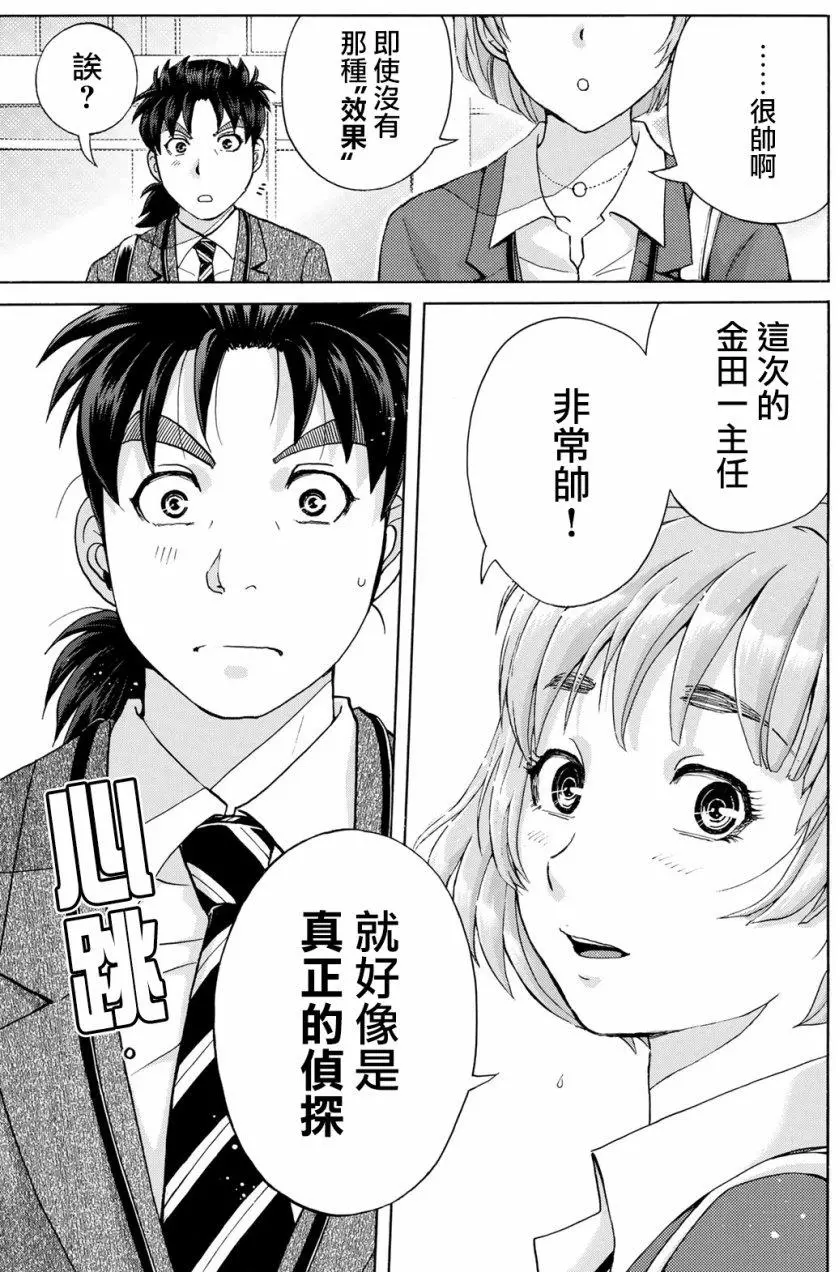 即使沒有
那種"效果"
……很帥啊
誒?
這次的
金田一主任
非常帥!
就好像是
真正的偵探
心跳。